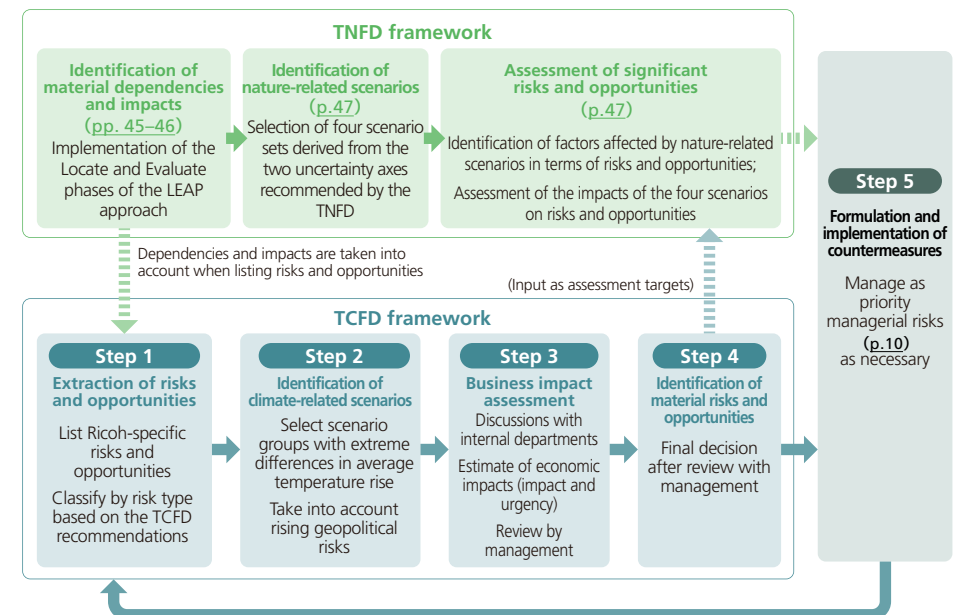 TNFD framework
Identification of
material dependencies
and impacts
(pp. 45–46)
Implementation of the
Locate and Evaluate
phases of the LEAP
approach
Identification of
nature-related scenarios
(p.47)
Selection of four scenario
sets derived from the
two uncertainty axes
recommended by the
TNFD
Assessment of significant
risks and opportunities
(p.47)
Identification of factors affected by nature-related
scenarios in terms of risks and opportunities;
Assessment of the impacts of the four scenarios
on risks and opportunities
Dependencies and impacts are taken into
account when listing risks and opportunities
(Input as assessment targets)
TCFD framework
Step 1
Extraction of risks
and opportunities
List Ricoh-specific
risks and
opportunities
Classify by risk type
based on the TCFD
recommendations
Step 2
Identification of
climate-related scenarios
Select scenario
groups with extreme
differences in average
temperature rise
Take into account
rising geopolitical
risks
Step 3
Business impact
assessment
Discussions with
internal departments
Estimate of economic
impacts (impact and
urgency)
Review by
management
Step 4
Identification of
material risks and
opportunities
Final decision
after review with
management
Step 5
Formulation and
implementation of
countermeasures
Manage as
priority
managerial risks
(p.10)
as necessary